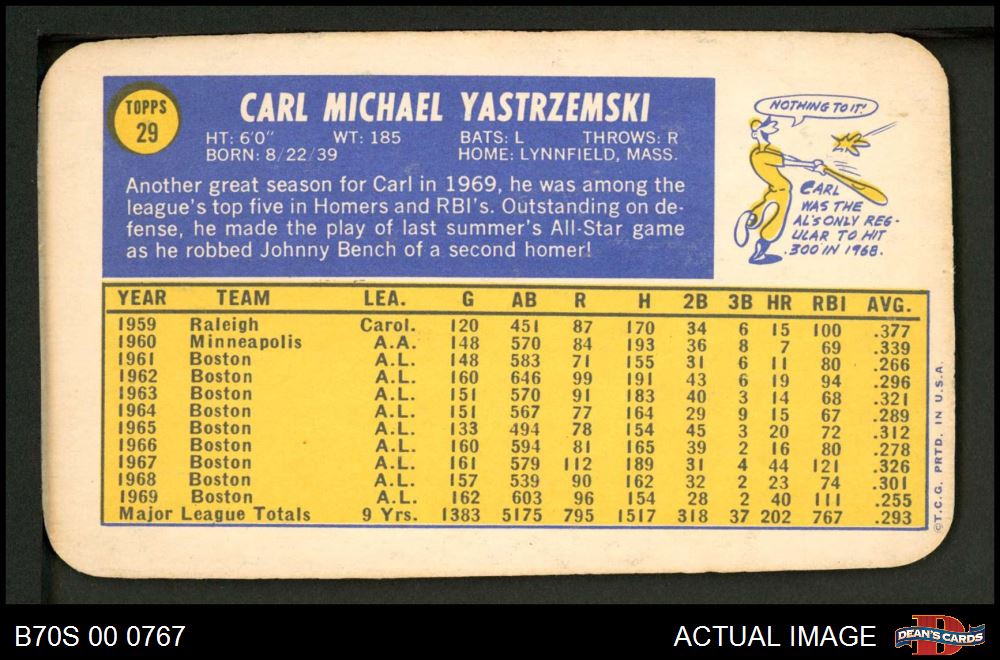 TOPPS
29
CARL MICHAEL YASTRZEMSKI
HT: 6'0" WT: 185 BATS: L THROWS: R
BORN: 8/22/39 HOME: LYNNFIELD, MASS.
Another great season for Carl in 1969, he was among the
league's top five in Homers and RBI's. Outstanding on de-
fense, he made the play of last summer's All-Star game
as he robbed Johnny Bench of a second homer!
NOTHING TO IT!
CARL
WAS THE
AL'S ONLY REG-
ULAR TO HIT
.300 IN 1968.
YEAR TEAM LEA. G AB R H 2B 3B HR RBI AVG.
1959 Raleigh Carol. 120 451 87 170 34 6 15 100 .377
1960 Minneapolis A.A. 148 570 84 193 36 8 7 69 .339
1961 Boston A.L. 148 583 71 155 31 6 11 80 .266
1962 Boston A.L. 160 646 99 191 43 6 19 94 .296
1963 Boston A.L. 151 570 91 183 40 3 14 68 .321
1964 Boston A.L. 151 567 77 164 29 9 15 67 .289
1965 Boston A.L. 133 494 78 154 45 3 20 72 .312
1966 Boston A.L. 160 594 81 165 39 2 16 80 .278
1967 Boston A.L. 161 579 112 189 31 4 44 121 .326
1968 Boston A.L. 157 539 90 162 32 2 23 74 .301
1969 Boston A.L. 162 603 96 154 28 2 40 111 .255
Major League Totals 9 Yrs. 1383 5175 795 1517 318 37 202 767 .293
©T.C.G. PRTD. IN U.S.A.
B70S 00 0767
ACTUAL IMAGE
DEAN'S CARDS